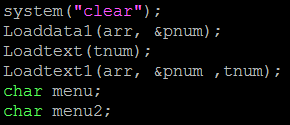 system("clear");
Loaddata1(arr, &pnum);
Loadtext(tnum);
Loadtext1(arr, &pnum ,tnum);
char menu;
char menu2;